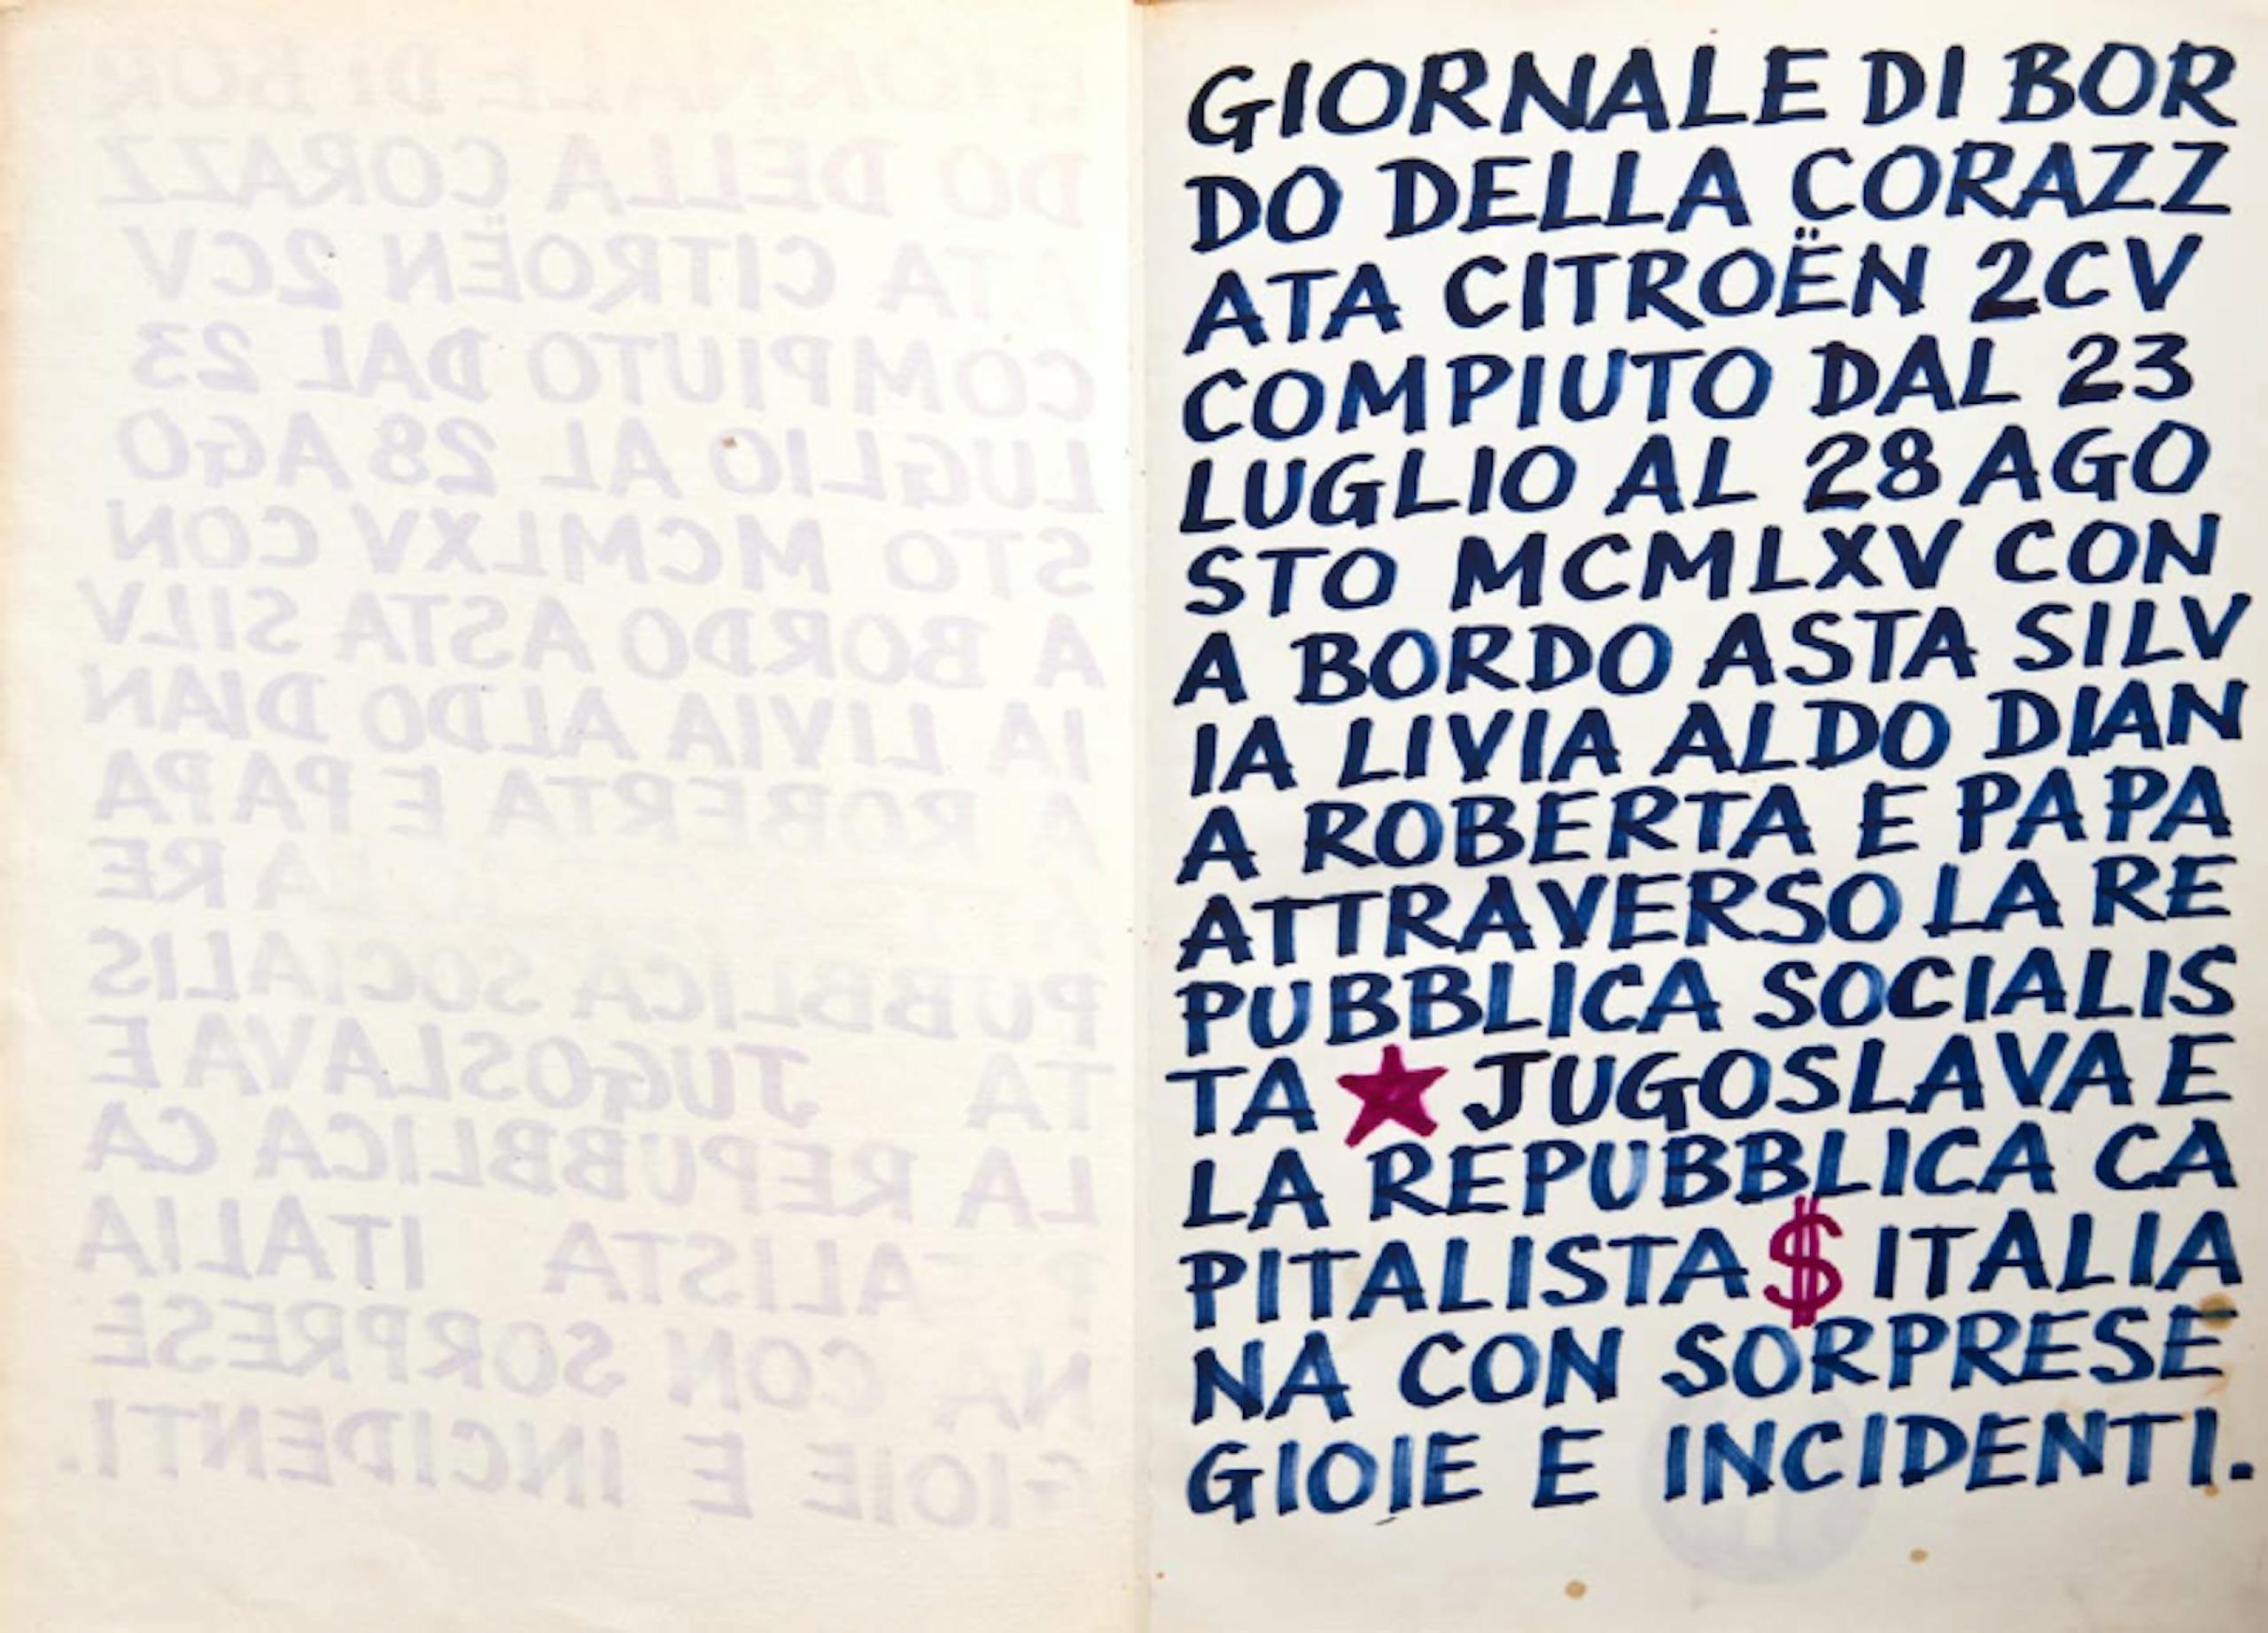 GIORNALE DI BOR
DO DELLA CORAZZ
ATA CITROËN 2CV
COMPIUTO DAL 23
LUGLIO AL 28 AGO
STO MCMLXV CON
A BORDO ASTA SILV
IA LIVIA ALDO DIAN
A ROBERTA E PAPA
ATTRAVERSO LA RE
PUBBLICA SOCIALIS
TA ★ JUGOSLAVA E
LA REPUBBLICA CA
PITALISTA $ ITALIA
NA CON SORPRESE
GIOIE E INCIDENTI.